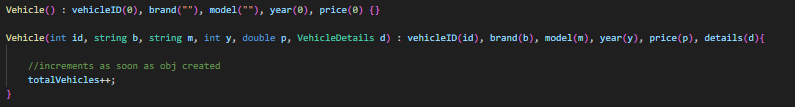 Vehicle() : vehicleID(0), brand(""), model(""), year(0), price(0) {}
Vehicle(int id, string b, string m, int y, double p, VehicleDetails d) : vehicleID(id), brand(b), model(m), year(y), price(p), details(d){
//increments as soon as obj created
totalVehicles++;
}